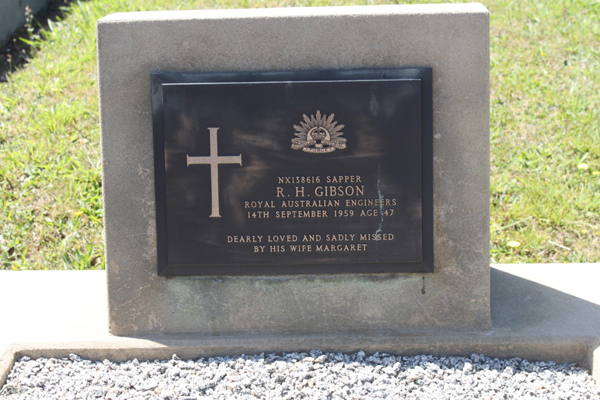 NX158616 SAPPER
R. H. GIBSON
ROYAL AUSTRALIAN ENGINEERS
14TH SEPTEMBER 1959 AGE 47
DEARLY LOVED AND SADLY MISSED
BY HIS WIFE MARGARET